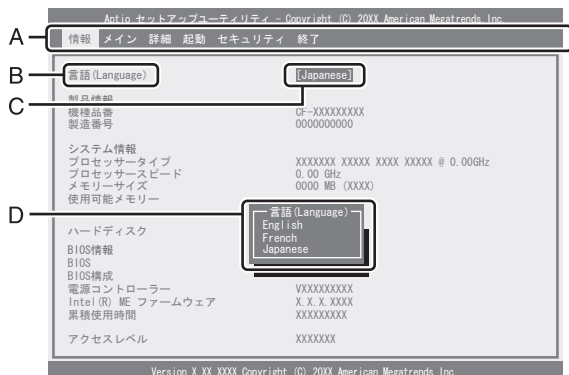 Aptio セットアップユーティリティ - Copyright (C) 20XX American Megatrends, Inc.
A
情報 メイン 詳細 起動 セキュリティ 終了
B 言語(Language) [Japanese]
C
製品情報
機種品番 CF-XXXXXXXXX
製造番号 0000000000
システム情報
プロセッサータイプ XXXXXXX XXXXX XXXX XXXXX @ 0.00GHz
プロセッサースピード 0.00 GHz
メモリーサイズ 0000 MB (XXXX)
使用可能メモリー
D
言語(Language)
English
French
Japanese
ハードディスク
BIOS情報
BIOS
BIOS構成
電源コントローラー VXXXXXXXXX
Intel(R) ME ファームウェア X.X.X.XXXX
累積使用時間 XXXXXXXXX
アクセスレベル XXXXXXX
Version X.XX.XXXX Copyright (C) 20XX American Megatrends, Inc.